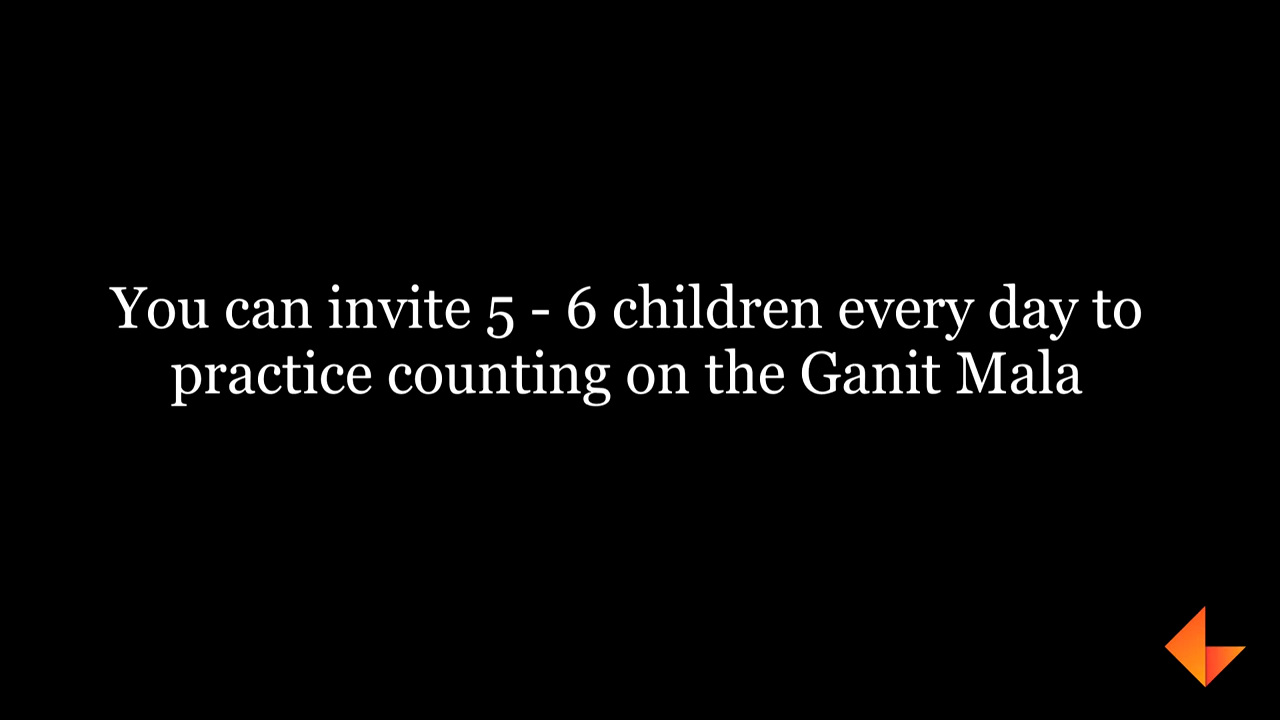 You can invite 5 - 6 children every day to
practice counting on the Ganit Mala